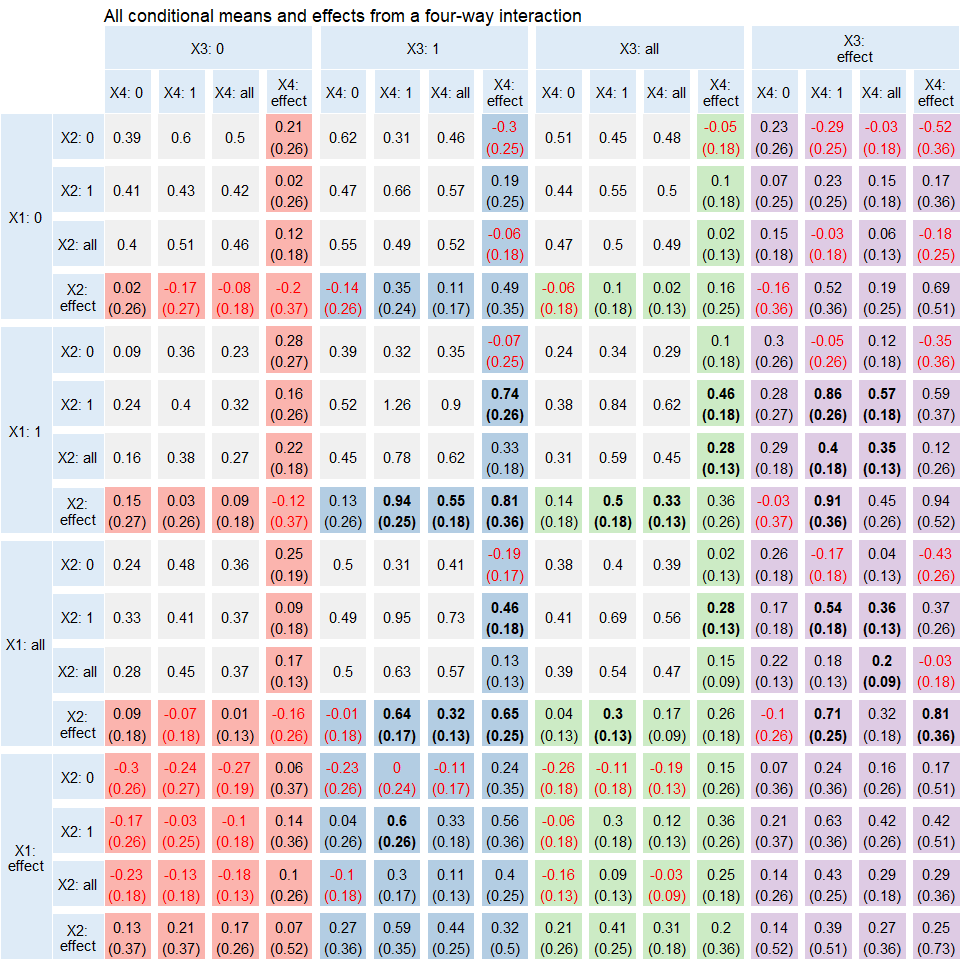 All conditional means and effects from a four-way interaction
X3: 0 X3: 1 X3: all X3:
effect
X4: 0 X4: 1 X4: all X4:
effect X4: 0 X4: 1 X4: all X4:
effect X4: 0 X4: 1 X4: all X4:
effect X4: 0 X4: 1 X4: all X4:
effect
X1: 0
X2: 0 0.39 0.6 0.5 0.21 0.62 0.31 0.46 -0.3 0.51 0.45 0.48 -0.05 0.23 -0.29 -0.03 -0.52
(0.26) (0.25) (0.18) (0.26) (0.25) (0.18) (0.36)
X2: 1 0.41 0.43 0.42 0.02 0.47 0.66 0.57 0.19 0.44 0.55 0.5 0.1 0.07 0.23 0.15 0.17
(0.26) (0.25) (0.18) (0.25) (0.25) (0.18) (0.36)
X2: all 0.4 0.51 0.46 0.12 0.55 0.49 0.52 -0.06 0.47 0.5 0.49 0.02 0.15 -0.03 0.06 -0.18
(0.18) (0.18) (0.13) (0.18) (0.18) (0.13) (0.25)
X2:
effect 0.02 -0.17 -0.08 -0.2 -0.14 0.35 0.11 0.49 -0.06 0.1 0.02 0.16 -0.16 0.52 0.19 0.69
(0.26) (0.27) (0.18) (0.37) (0.26) (0.24) (0.17) (0.35) (0.18) (0.18) (0.13) (0.25) (0.36) (0.36) (0.25) (0.51)
X1: 1
X2: 0 0.09 0.36 0.23 0.28 0.39 0.32 0.35 -0.07 0.24 0.34 0.29 0.1 0.3 -0.05 0.12 -0.35
(0.27) (0.25) (0.18) (0.26) (0.26) (0.18) (0.36)
X2: 1 0.24 0.4 0.32 0.16 0.52 1.26 0.9 0.74 0.38 0.84 0.62 0.46 0.28 0.86 0.57 0.59
(0.26) (0.26) (0.18) (0.27) (0.26) (0.18) (0.37)
X2: all 0.16 0.38 0.27 0.22 0.45 0.78 0.62 0.33 0.31 0.59 0.45 0.28 0.29 0.4 0.35 0.12
(0.18) (0.18) (0.13) (0.18) (0.18) (0.13) (0.26)
X2:
effect 0.15 0.03 0.09 -0.12 0.13 0.94 0.55 0.81 0.14 0.5 0.33 0.36 -0.03 0.91 0.45 0.94
(0.27) (0.26) (0.18) (0.37) (0.26) (0.25) (0.18) (0.36) (0.18) (0.18) (0.13) (0.26) (0.37) (0.36) (0.26) (0.52)
X1: all
X2: 0 0.24 0.48 0.36 0.25 0.5 0.31 0.41 -0.19 0.38 0.4 0.39 0.02 0.26 -0.17 0.04 -0.43
(0.19) (0.17) (0.13) (0.18) (0.18) (0.13) (0.26)
X2: 1 0.33 0.41 0.37 0.09 0.49 0.95 0.73 0.46 0.41 0.69 0.56 0.28 0.17 0.54 0.36 0.37
(0.18) (0.18) (0.13) (0.18) (0.18) (0.13) (0.26)
X2: all 0.28 0.45 0.37 0.17 0.5 0.63 0.57 0.13 0.39 0.54 0.47 0.15 0.22 0.18 0.2 -0.03
(0.13) (0.13) (0.09) (0.13) (0.13) (0.09) (0.18)
X2:
effect 0.09 -0.07 0.01 -0.16 -0.01 0.64 0.32 0.65 0.04 0.3 0.17 0.26 -0.1 0.71 0.32 0.81
(0.18) (0.18) (0.13) (0.26) (0.18) (0.17) (0.13) (0.25) (0.13) (0.13) (0.09) (0.18) (0.26) (0.25) (0.18) (0.36)
X1:
effect
X2: 0 -0.3 -0.24 -0.27 0.06 -0.23 0 -0.11 0.24 -0.26 -0.11 -0.19 0.15 0.07 0.24 0.16 0.17
(0.26) (0.27) (0.19) (0.37) (0.26) (0.24) (0.17) (0.35) (0.18) (0.18) (0.13) (0.26) (0.36) (0.36) (0.26) (0.51)
X2: 1 -0.17 -0.03 -0.1 0.14 0.04 0.6 0.33 0.56 -0.06 0.3 0.12 0.36 0.21 0.63 0.42 0.42
(0.26) (0.25) (0.18) (0.36) (0.26) (0.26) (0.18) (0.36) (0.18) (0.18) (0.13) (0.26) (0.37) (0.36) (0.26) (0.51)
X2: all -0.23 -0.13 -0.18 0.1 -0.1 0.3 0.11 0.4 -0.16 0.09 -0.03 0.25 0.14 0.43 0.29 0.29
(0.18) (0.18) (0.13) (0.26) (0.18) (0.17) (0.13) (0.25) (0.13) (0.13) (0.09) (0.18) (0.26) (0.25) (0.18) (0.36)
X2:
effect 0.13 0.21 0.17 0.07 0.27 0.59 0.44 0.32 0.21 0.41 0.31 0.2 0.14 0.39 0.27 0.25
(0.37) (0.37) (0.26) (0.52) (0.36) (0.35) (0.25) (0.5) (0.26) (0.25) (0.18) (0.36) (0.52) (0.51) (0.36) (0.73)